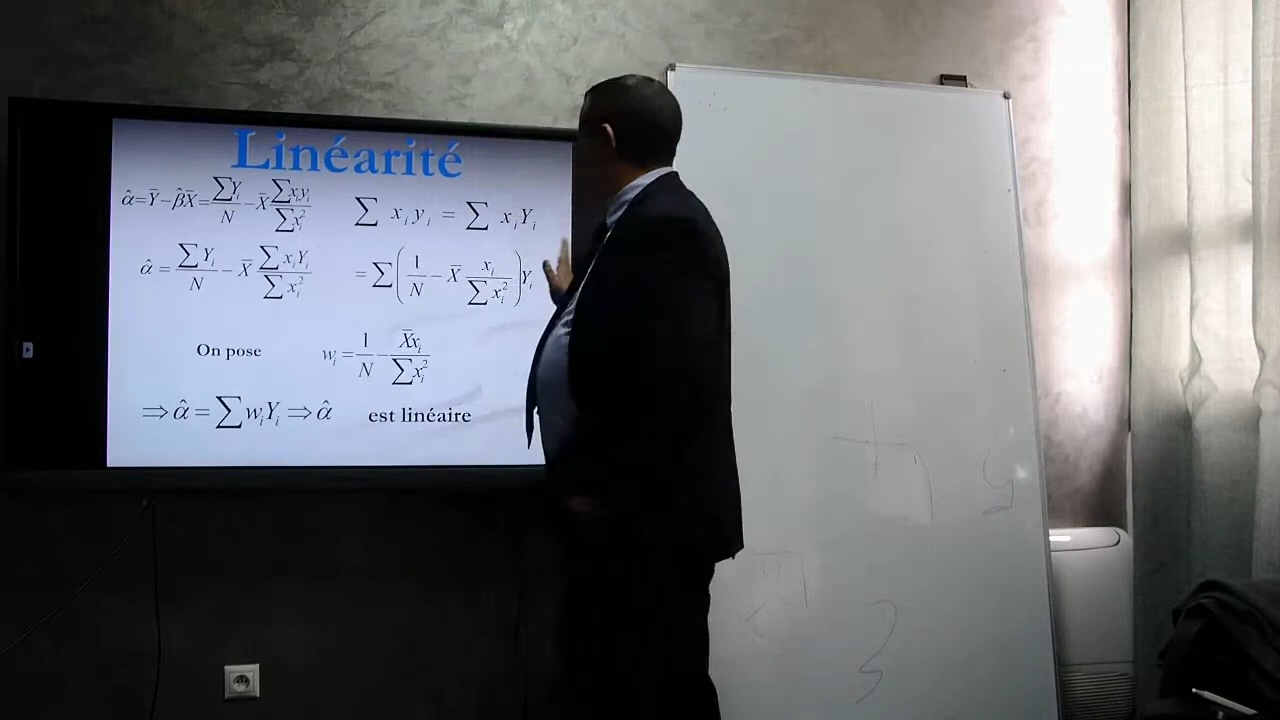 Linéarité
α̂=Ȳ−β̂X̄=∑Yᵢ/N−X̄ ∑xᵢyᵢ/∑xᵢ²
∑ xᵢyᵢ = ∑ xᵢYᵢ
α̂ = ∑Yᵢ/N − X̄ ∑xᵢYᵢ/∑xᵢ²
= ∑(1/N − X̄ xᵢ/∑xᵢ²)Yᵢ
On pose wᵢ = 1/N − X̄xᵢ/∑xᵢ²
⇒ α̂ = ∑wᵢYᵢ ⇒ α̂ est linéaire